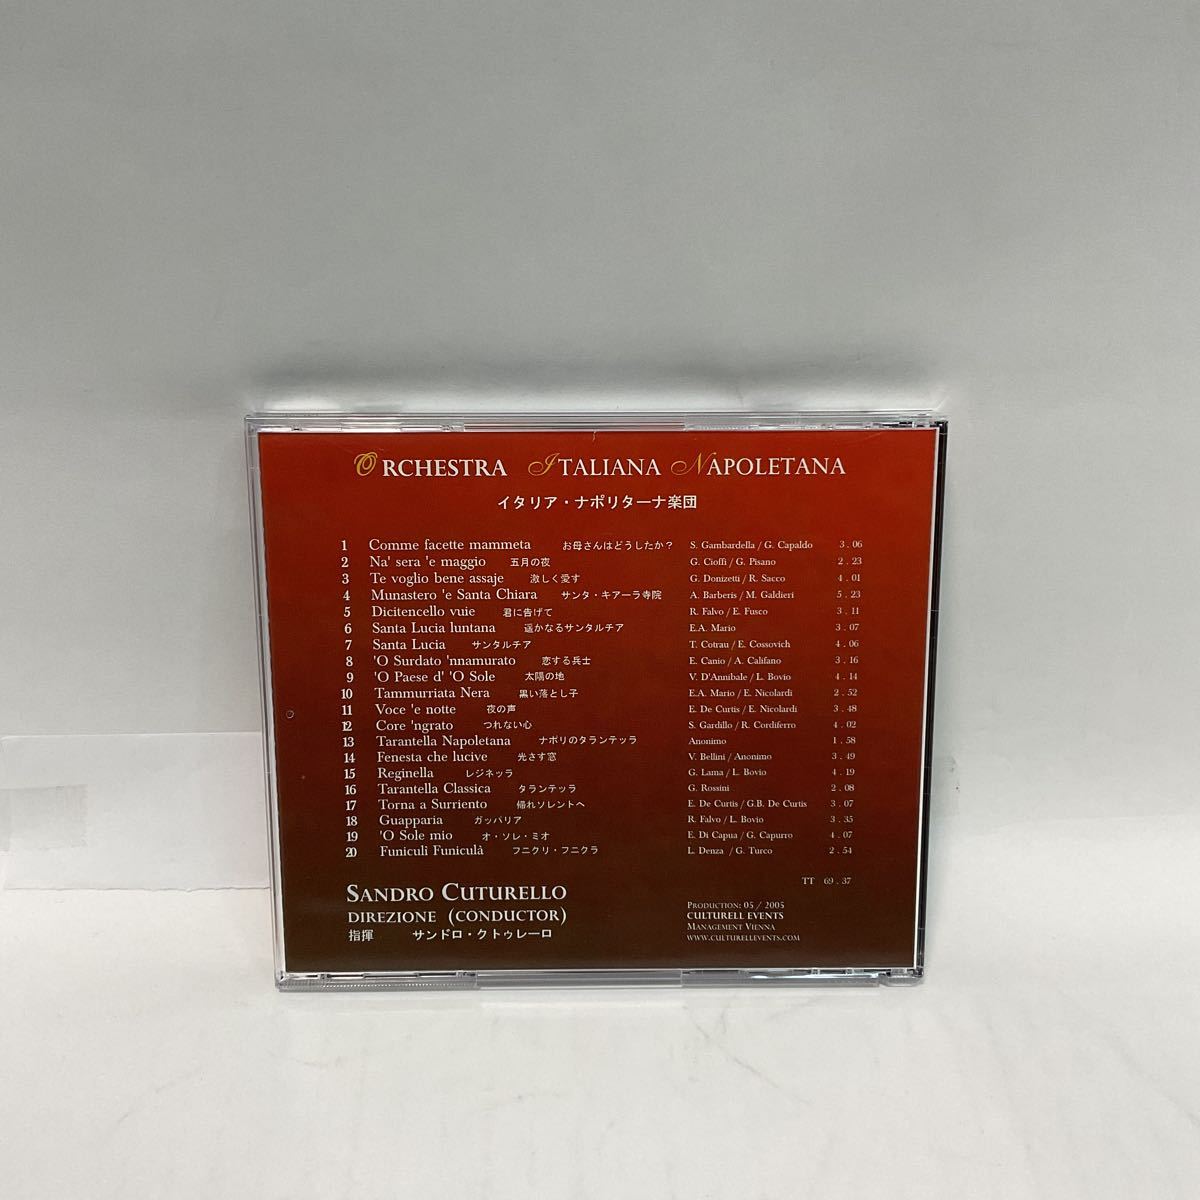 ORCHESTRA ITALIANA NAPOLETANA
イタリア・ナポリターナ楽団
1 Comme facette mammeta お母さんはどうしたか? S. Gambardella / G. Capaldo 3.06
2 Na' sera 'e maggio 五月の夜 G. Cioffi / G. Pisano 2.23
3 Te voglio bene assaje 激しく愛す G. Donizetti / R. Sacco 4.01
4 Munastero 'e Santa Chiara サンタ・キアーラ寺院 A. Barberis / M. Galdieri 5.23
5 Dicitencello vuie 君に告げて R. Falvo / E. Fusco 3.11
6 Santa Lucia luntana 遥かなるサンタルチア E.A. Mario 3.07
7 Santa Lucia サンタルチア T. Cotrau / E. Cossovich 4.06
8 'O Surdato 'nnamurato 恋する兵士 E. Canio / A. Califano 3.16
9 'O Paese d' 'O Sole 太陽の地 V. D'Annibale / L. Bovio 4.14
10 Tammurriata Nera 黒い落とし子 E.A. Mario / E. Nicolardi 2.52
11 Voce 'e notte 夜の声 E. De Curtis / E. Nicolardi 3.48
12 Core 'ngrato つれない心 S. Gardillo / R. Cordiferro 4.02
13 Tarantella Napoletana ナポリのタランテッラ Anonimo 1.58
14 Fenesta che lucive 光さす窓 V. Bellini / Anonimo 3.49
15 Reginella レジネッラ G. Lama / L. Bovio 4.19
16 Tarantella Classica タランテッラ G. Rossini 2.08
17 Torna a Surriento 帰れソレントへ E. De Curtis / G.B. De Curtis 3.07
18 Guapparia ガッパリア R. Falvo / L. Bovio 3.35
19 'O Sole mio オ・ソレ・ミオ E. Di Capua / G. Capurro 4.07
20 Funiculi Funiculâ フニクリ・フニクラ L. Denza / G. Turco 2.54
TT 69.37
SANDRO CUTURELLO
DIREZIONE (CONDUCTOR)
指揮 サンドロ・クトゥレーロ
PRODUCTION: 05 / 2005
CULTURELL EVENTS
MANAGEMENT VIENNA
WWW.CULTURELLEVENTS.COM